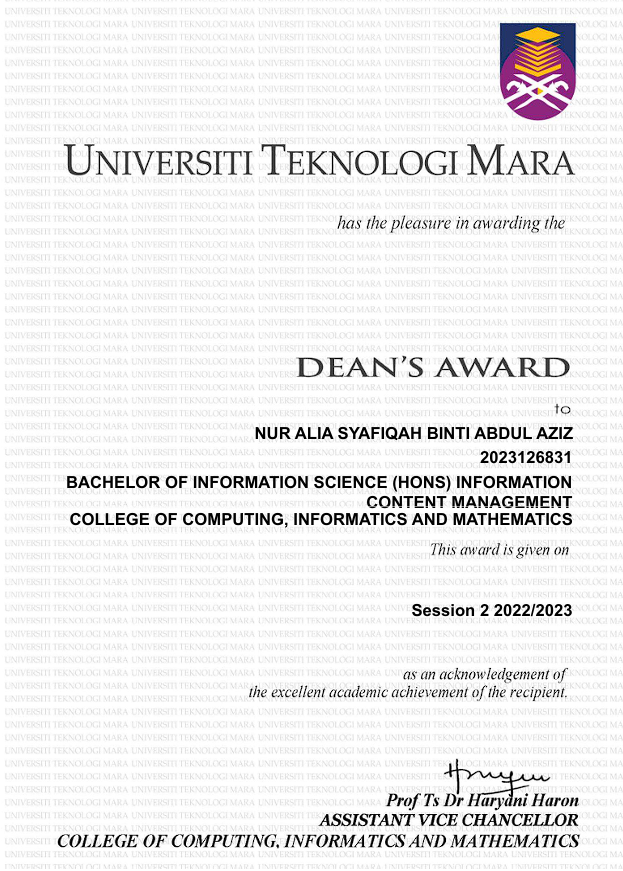 UNIVERSITI TEKNOLOGI MARA
has the pleasure in awarding the
DEAN'S AWARD
to
NUR ALIA SYAFIQAH BINTI ABDUL AZIZ
2023126831
BACHELOR OF INFORMATION SCIENCE (HONS) INFORMATION
CONTENT MANAGEMENT
COLLEGE OF COMPUTING, INFORMATICS AND MATHEMATICS
This award is given on
Session 2 2022/2023
as an acknowledgement of
the excellent academic achievement of the recipient.
Prof Ts Dr Haryani Haron
ASSISTANT VICE CHANCELLOR
COLLEGE OF COMPUTING, INFORMATICS AND MATHEMATICS